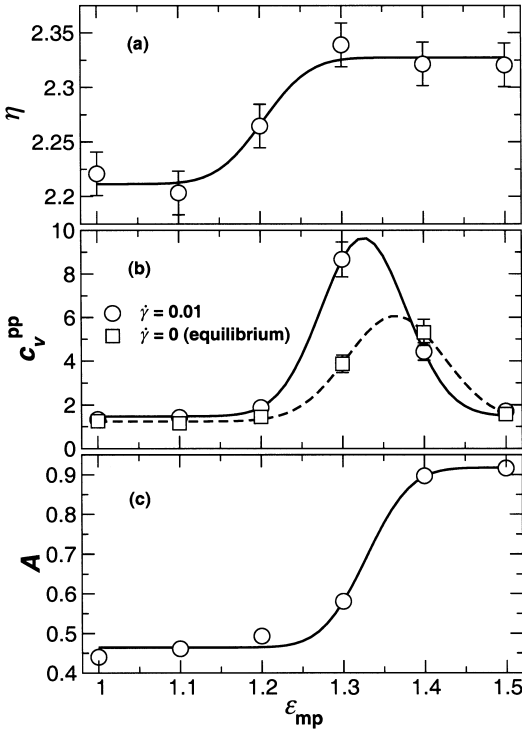 2.35
(a)
2.3
η
2.25
2.2
10
(b)
8
γ̇ = 0.01
6
γ̇ = 0 (equilibrium)
c_v^pp
4
2
0
0.9
(c)
0.8
0.7
A
0.6
0.5
0.4
1 1.1 1.2 1.3 1.4 1.5
ε_mp